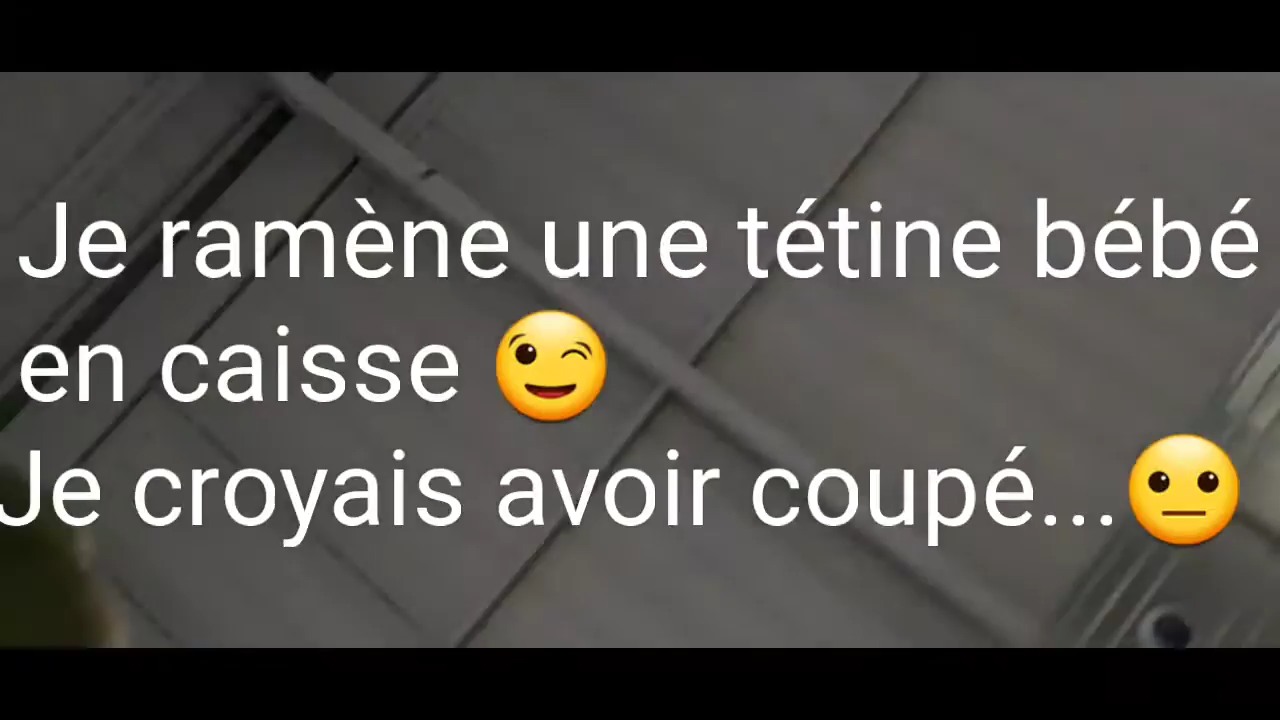 Je ramène une tétine bébé
en caisse 😉
Je croyais avoir coupé...😐